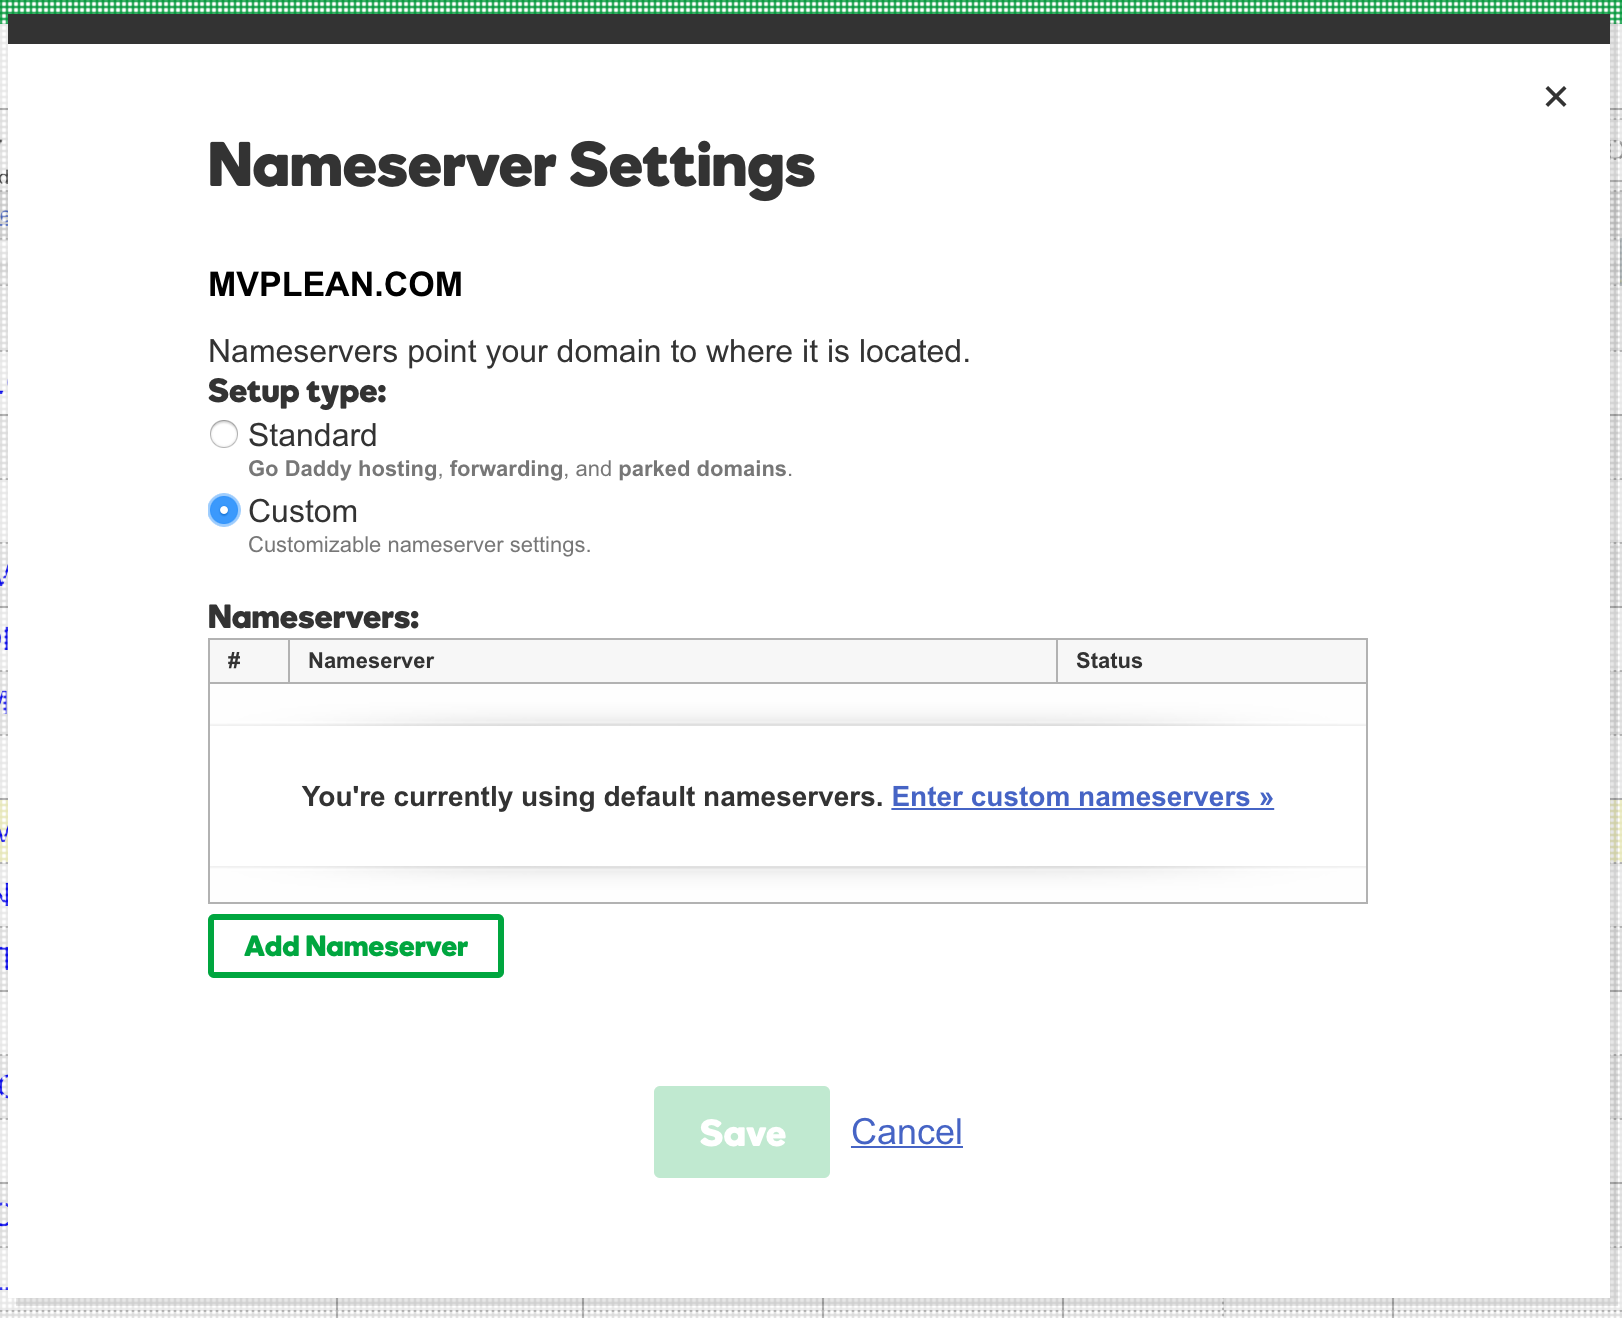 Nameserver Settings
MVPLEAN.COM
Nameservers point your domain to where it is located.
Setup type:
Standard
Go Daddy hosting, forwarding, and parked domains.
Custom
Customizable nameserver settings.
Nameservers:
# Nameserver Status
You're currently using default nameservers. Enter custom nameservers »
Add Nameserver
Save Cancel